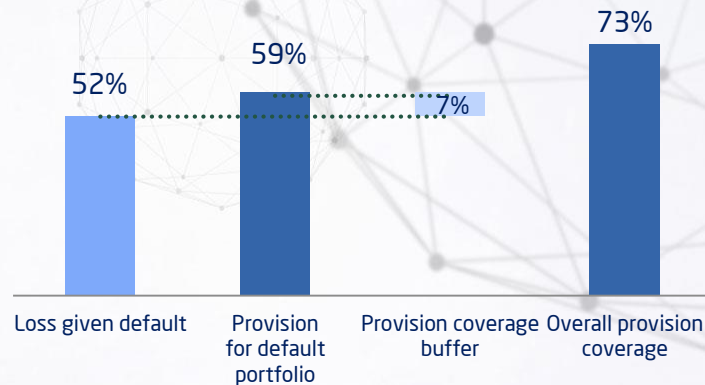 52%
59%
7%
73%
Loss given default
Provision
for default
portfolio
Provision coverage
buffer
Overall provision
coverage